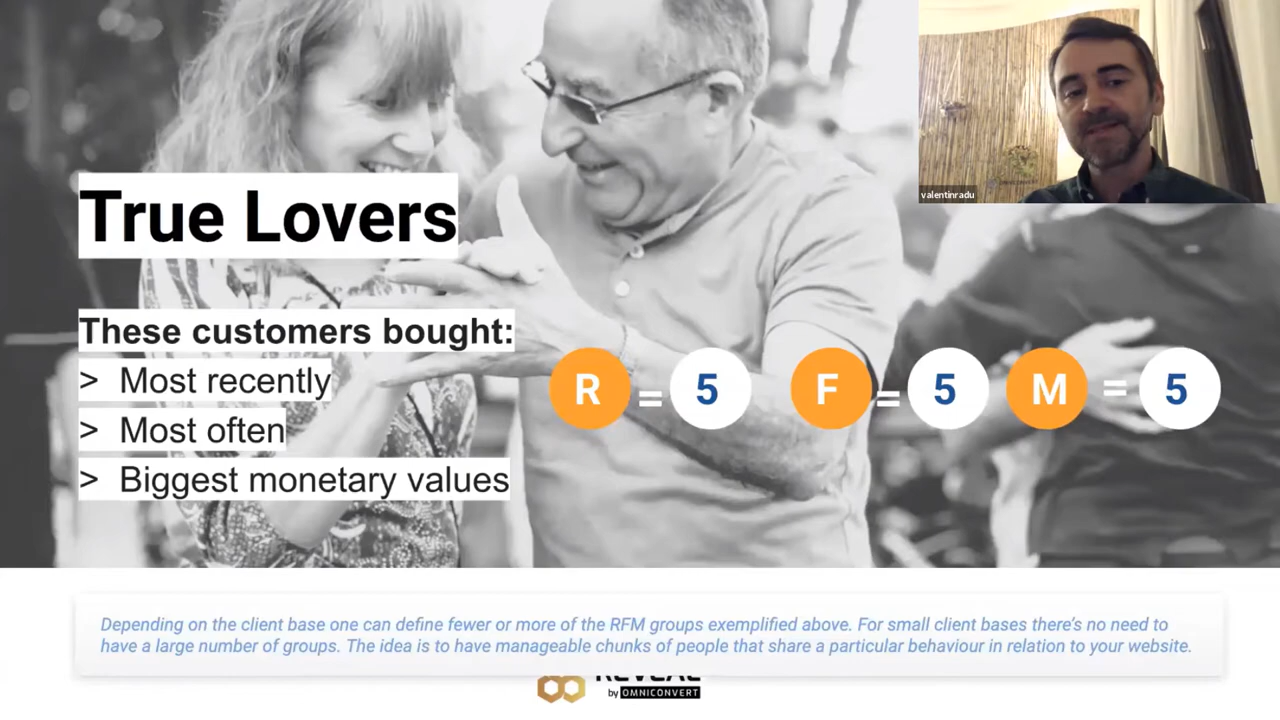 valentinradu
True Lovers
These customers bought:
> Most recently
> Most often
> Biggest monetary values
R = 5 F = 5 M = 5
Depending on the client base one can define fewer or more of the RFM groups exemplified above. For small client bases there's no need to
have a large number of groups. The idea is to have manageable chunks of people that share a particular behaviour in relation to your website.
REVEAL
by OMNICONVERT